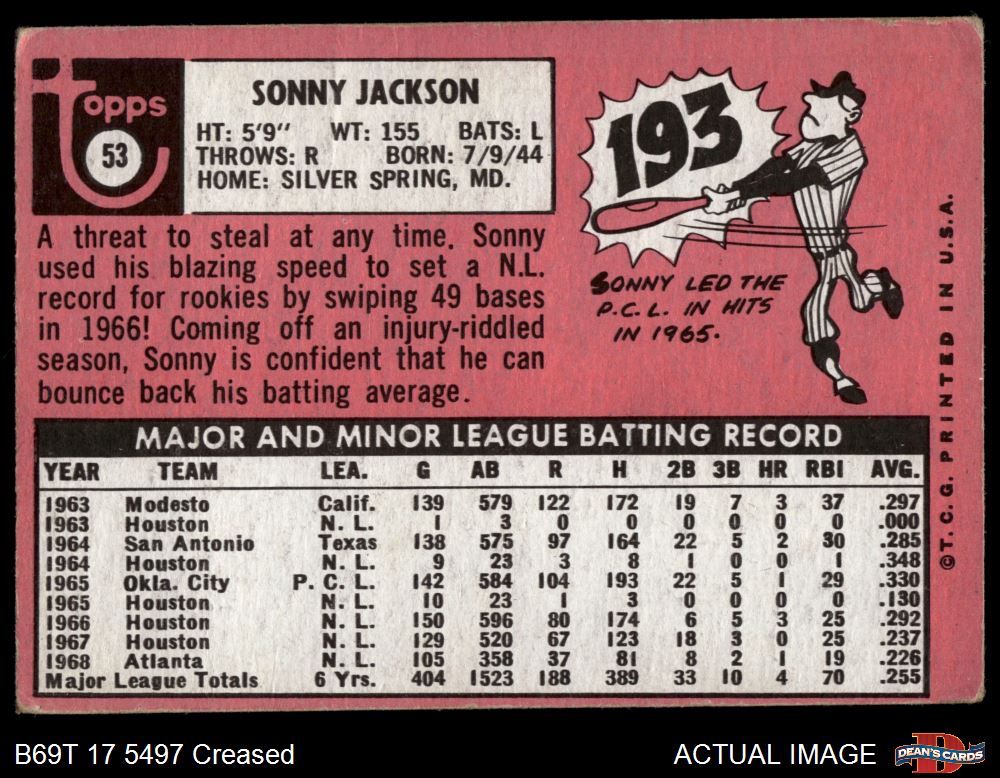 Topps
53
SONNY JACKSON
HT: 5'9" WT: 155 BATS: L
THROWS: R BORN: 7/9/44
HOME: SILVER SPRING, MD.
A threat to steal at any time. Sonny
used his blazing speed to set a N.L.
record for rookies by swiping 49 bases
in 1966! Coming off an injury-riddled
season, Sonny is confident that he can
bounce back his batting average.
193
SONNY LED THE
P.C.L. IN HITS
IN 1965.
©T.C.G. PRINTED IN U.S.A.
MAJOR AND MINOR LEAGUE BATTING RECORD
YEAR TEAM LEA. G AB R H 2B 3B HR RBI AVG.
1963 Modesto Calif. 139 579 122 172 19 7 3 37 .297
1963 Houston N. L. 1 3 0 0 0 0 0 0 .000
1964 San Antonio Texas 138 575 97 164 22 5 2 30 .285
1964 Houston N. L. 9 23 3 8 1 0 0 1 .348
1965 Okla. City P. C. L. 142 584 104 193 22 5 1 29 .330
1965 Houston N. L. 10 23 1 3 0 0 0 0 .130
1966 Houston N. L. 150 596 80 174 6 5 3 25 .292
1967 Houston N. L. 129 520 67 123 18 3 0 25 .237
1968 Atlanta N. L. 105 358 37 81 8 2 1 19 .226
Major League Totals 6 Yrs. 404 1523 188 389 33 10 4 70 .255
B69T 17 5497 Creased
ACTUAL IMAGE
DEAN'S CARDS